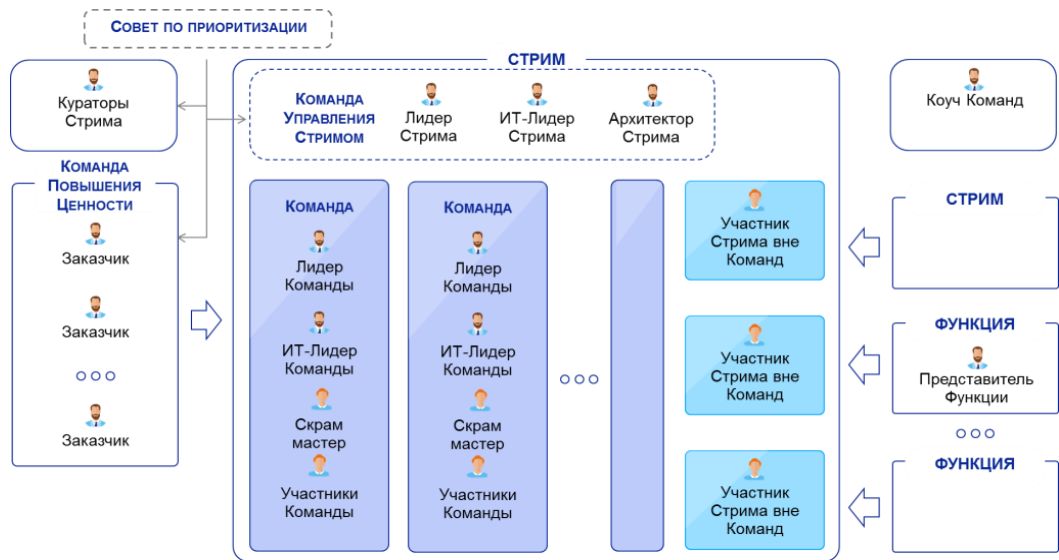 СОВЕТ ПО ПРИОРИТИЗАЦИИ
Кураторы
Стрима
КОМАНДА
ПОВЫШЕНИЯ
ЦЕННОСТИ
Заказчик
Заказчик
Заказчик
СТРИМ
КОМАНДА
УПРАВЛЕНИЯ
СТРИМОМ
Лидер
Стрима
ИТ-Лидер
Стрима
Архитектор
Стрима
КОМАНДА
Лидер
Команды
ИТ-Лидер
Команды
Скрам
мастер
Участники
Команды
КОМАНДА
Лидер
Команды
ИТ-Лидер
Команды
Скрам
мастер
Участники
Команды
Участник
Стрима вне
Команд
Участник
Стрима вне
Команд
Участник
Стрима вне
Команд
Коуч Команд
СТРИМ
ФУНКЦИЯ
Представитель
Функции
ФУНКЦИЯ